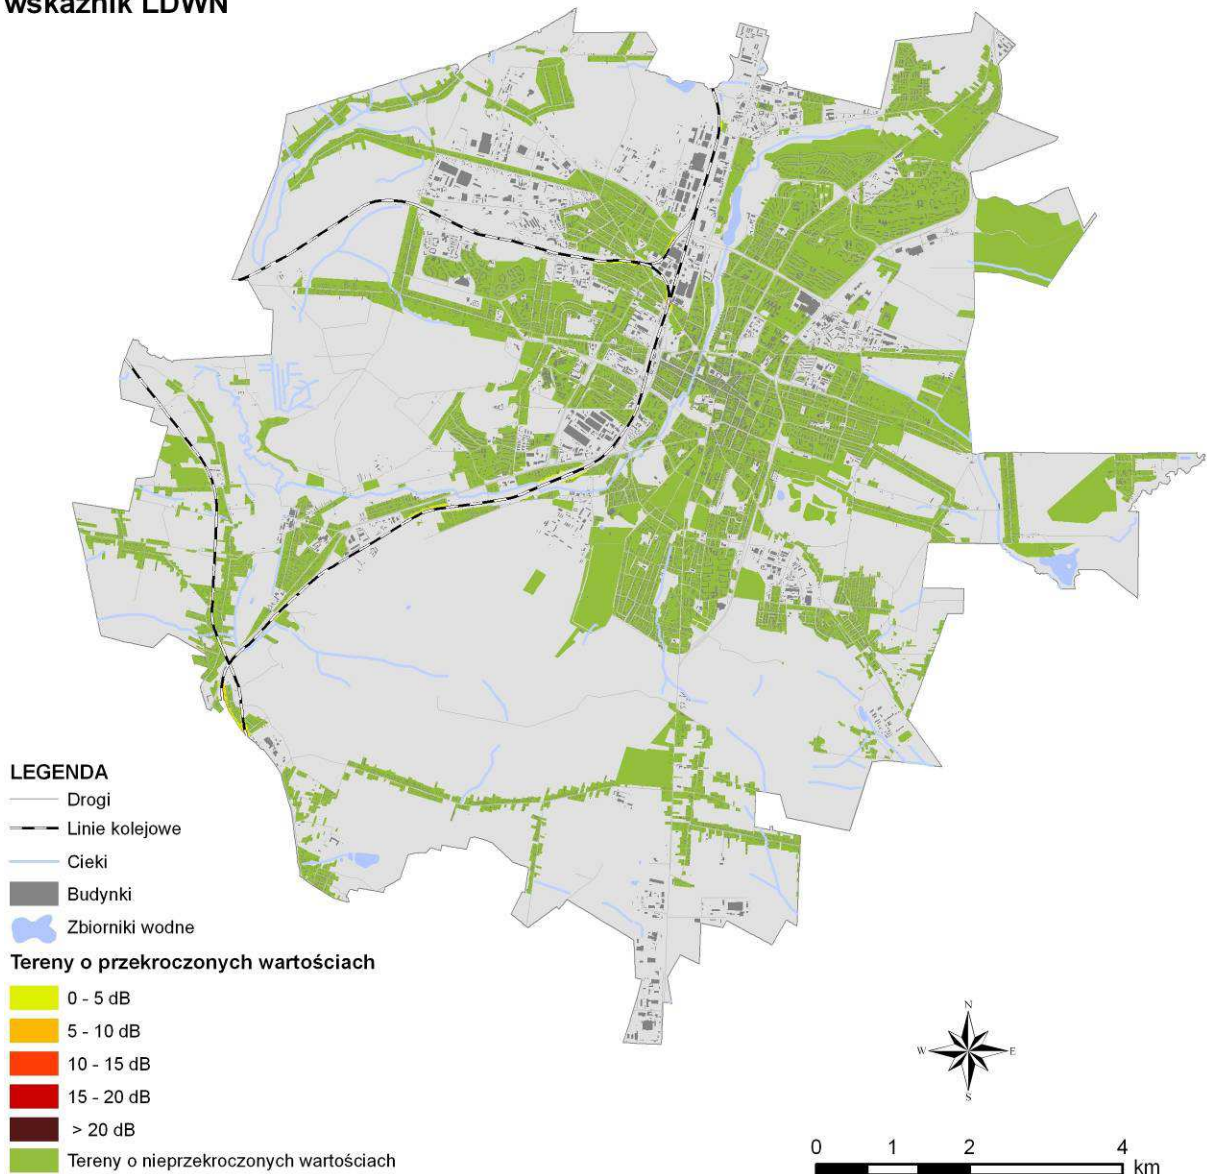 wskaźnik LDWN
LEGENDA
Drogi
Linie kolejowe
Cieki
Budynki
Zbiorniki wodne
Tereny o przekroczonych wartościach
0 - 5 dB
5 - 10 dB
10 - 15 dB
15 - 20 dB
> 20 dB
Tereny o nieprzekroczonych wartościach
N
W E
S
0 1 2 4
km